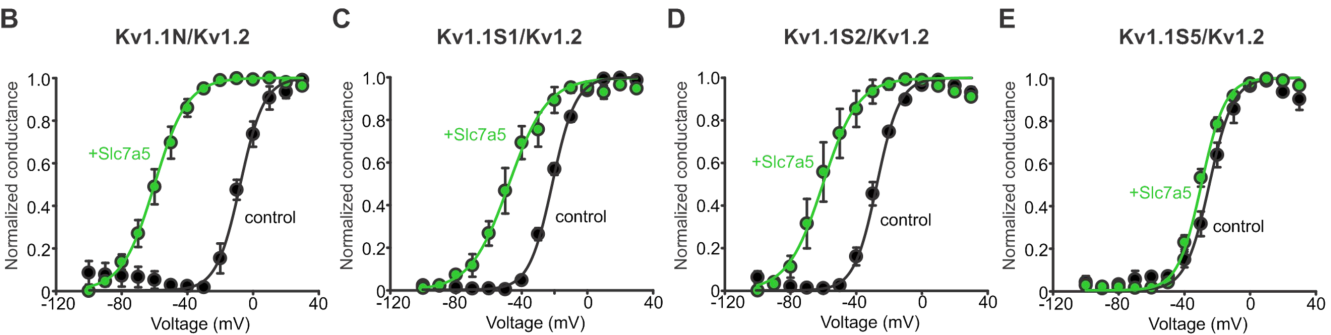 B
Kv1.1N/Kv1.2
Normalized conductance
1.0
0.8
0.6
0.4
0.2
0
+Slc7a5
control
-120 -80 -40 0 40
Voltage (mV)
C
Kv1.1S1/Kv1.2
Normalized conductance
1.0
0.8
0.6
0.4
0.2
0
+Slc7a5
control
-120 -80 -40 0 40
Voltage (mV)
D
Kv1.1S2/Kv1.2
Normalized conductance
1.0
0.8
0.6
0.4
0.2
0
+Slc7a5
control
-120 -80 -40 0 40
Voltage (mV)
E
Kv1.1S5/Kv1.2
Normalized conductance
1.0
0.8
0.6
0.4
0.2
0
+Slc7a5
control
-120 -80 -40 0 40
Voltage (mV)